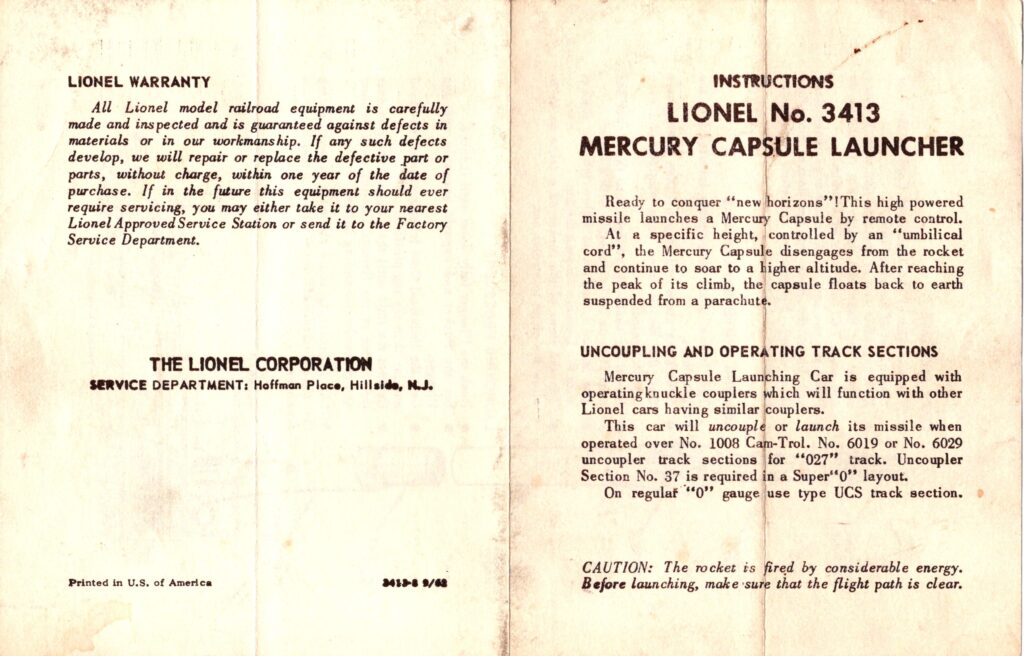 LIONEL WARRANTY
All Lionel model railroad equipment is carefully
made and inspected and is guaranteed against defects in
materials or in our workmanship. If any such defects
develop, we will repair or replace the defective part or
parts, without charge, within one year of the date of
purchase. If in the future this equipment should ever
require servicing, you may either take it to your nearest
Lionel Approved Service Station or send it to the Factory
Service Department.
THE LIONEL CORPORATION
SERVICE DEPARTMENT: Hoffman Place, Hillside, N.J.
Printed in U.S. of America
3413-8 9/62
INSTRUCTIONS
LIONEL No. 3413
MERCURY CAPSULE LAUNCHER
Ready to conquer "new horizons"! This high powered
missile launches a Mercury Capsule by remote control.
At a specific height, controlled by an "umbilical
cord", the Mercury Capsule disengages from the rocket
and continue to soar to a higher altitude. After reaching
the peak of its climb, the capsule floats back to earth
suspended from a parachute.
UNCOUPLING AND OPERATING TRACK SECTIONS
Mercury Capsule Launching Car is equipped with
operating knuckle couplers which will function with other
Lionel cars having similar couplers.
This car will uncouple or launch its missile when
operated over No. 1008 Cam-Trol. No. 6019 or No. 6029
uncoupler track sections for "027" track. Uncoupler
Section No. 37 is required in a Super "0" layout.
On regular "0" gauge use type UCS track section.
CAUTION: The rocket is fired by considerable energy.
Before launching, make sure that the flight path is clear.